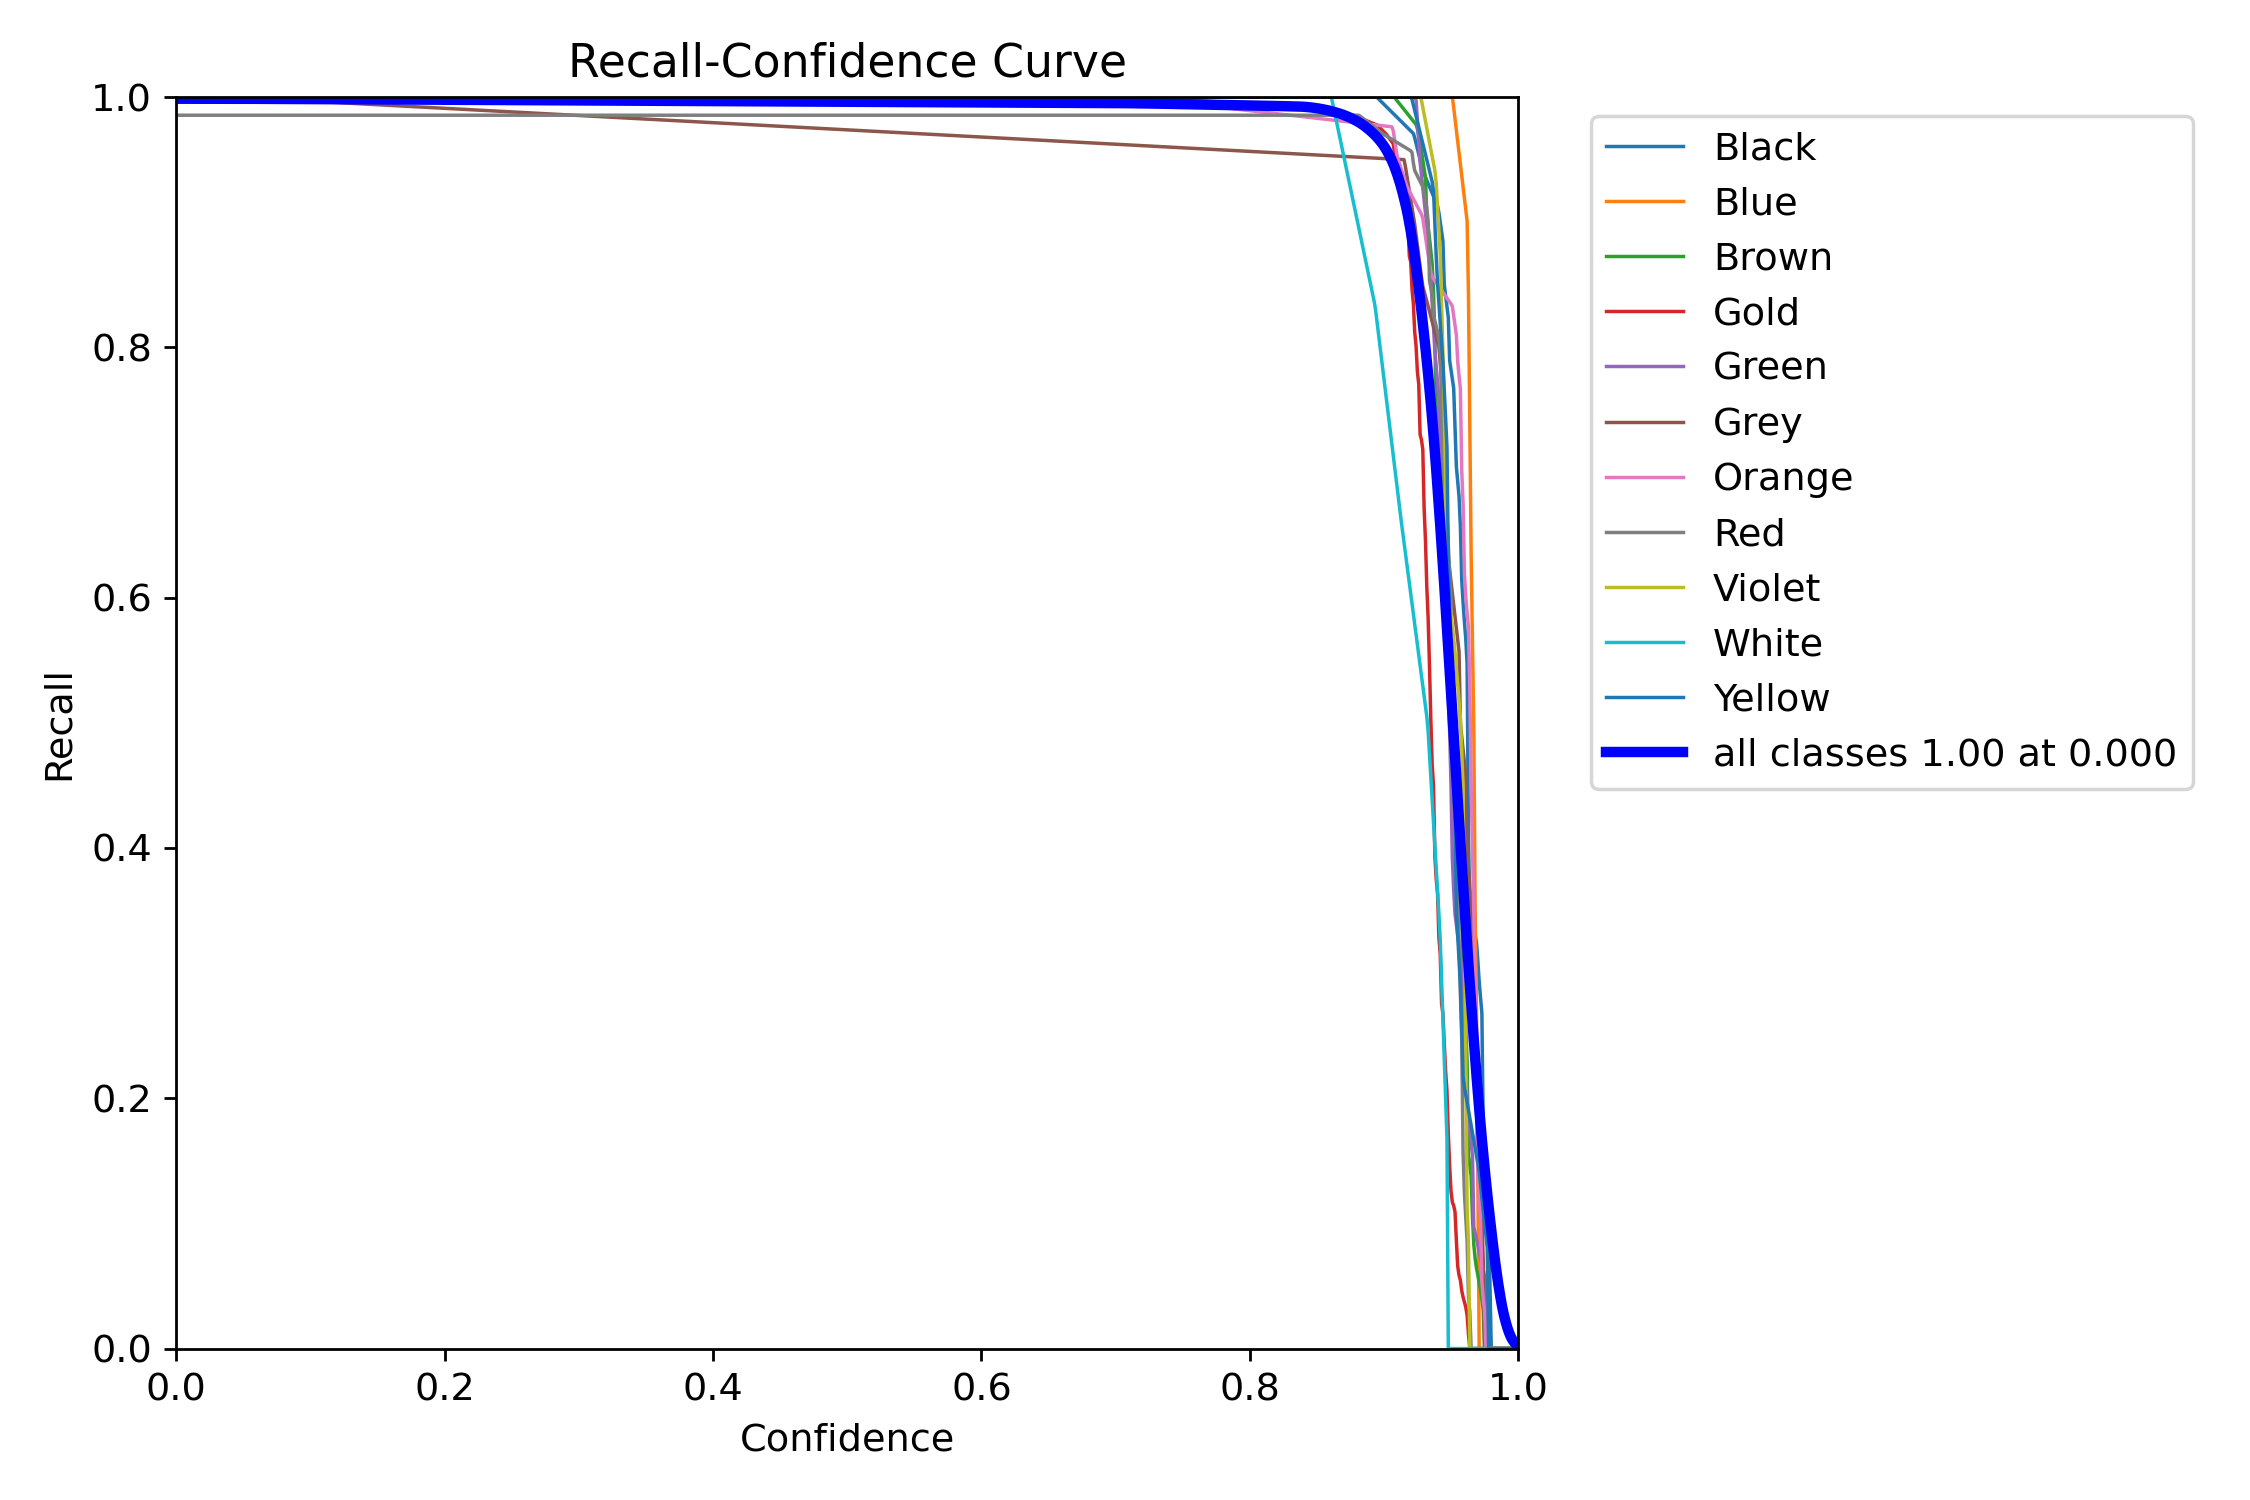 Recall-Confidence Curve
1.0
0.8
0.6
0.4
0.2
0.0
Recall
0.0 0.2 0.4 0.6 0.8 1.0
Confidence
Black
Blue
Brown
Gold
Green
Grey
Orange
Red
Violet
White
Yellow
all classes 1.00 at 0.000